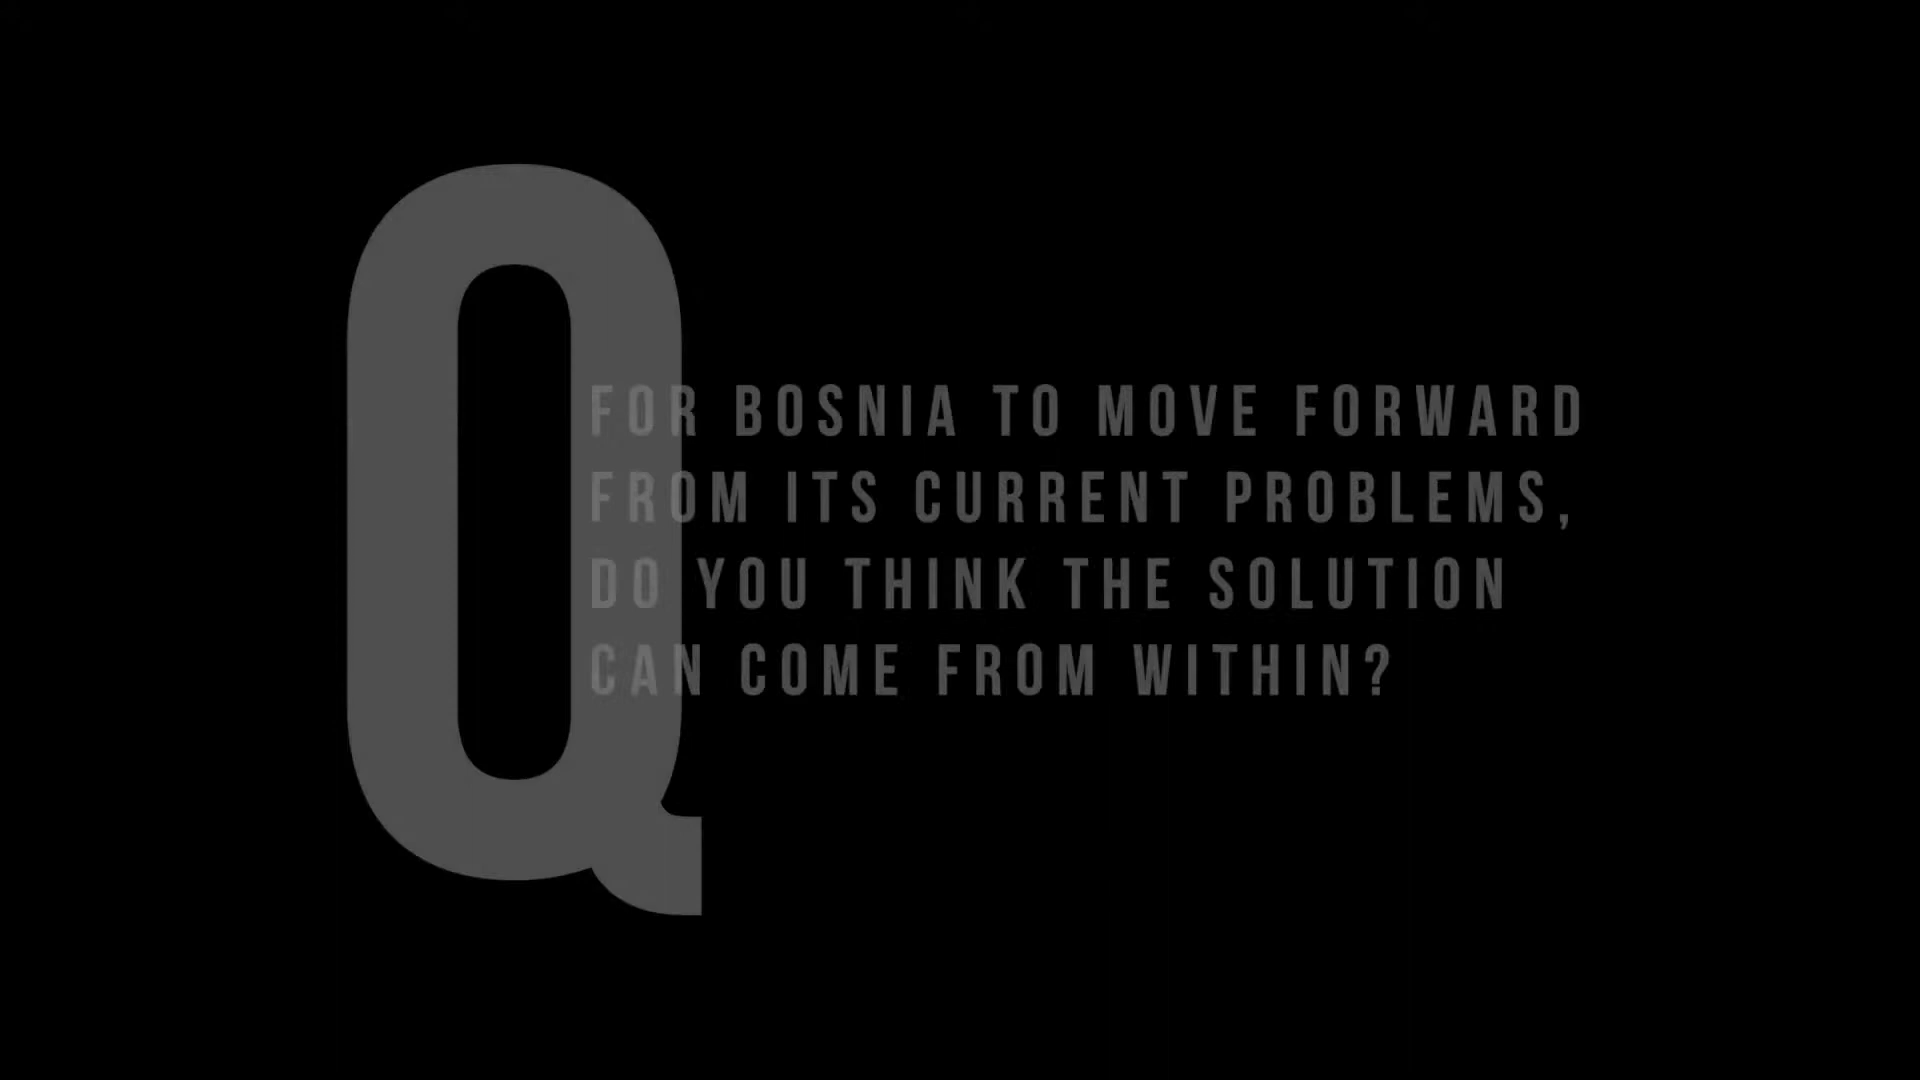 Q
FOR BOSNIA TO MOVE FORWARD
FROM ITS CURRENT PROBLEMS,
DO YOU THINK THE SOLUTION
CAN COME FROM WITHIN?